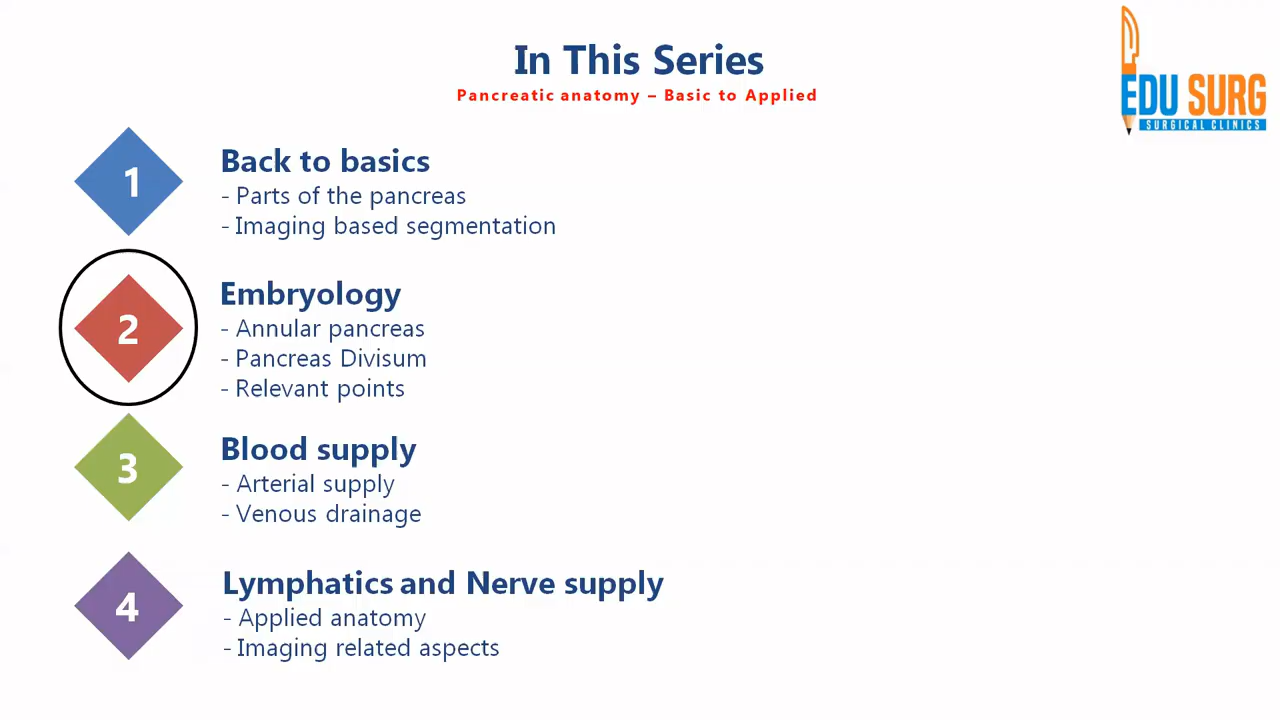 In This Series
Pancreatic anatomy – Basic to Applied
EDU SURG
SURGICAL CLINICS
1
Back to basics
- Parts of the pancreas
- Imaging based segmentation
2
Embryology
- Annular pancreas
- Pancreas Divisum
- Relevant points
3
Blood supply
- Arterial supply
- Venous drainage
4
Lymphatics and Nerve supply
- Applied anatomy
- Imaging related aspects